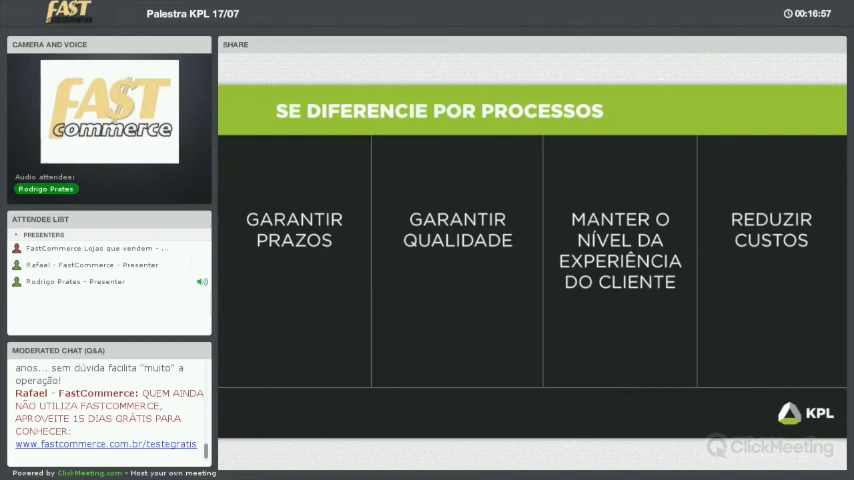 FAST
commerce
Palestra KPL 17/07
00:16:57
CAMERA AND VOICE
FAST
commerce
Audio attendee:
Rodrigo Prates
ATTENDEE LIST
PRESENTERS
FastCommerce Lojas que vendem - ...
Rafael - FastCommerce - Presenter
Rodrigo Prates - Presenter
MODERATED CHAT (Q&A)
anos... sem dúvida facilita "muito" a
operação!
Rafael - FastCommerce: QUEM AINDA
NÃO UTILIZA FASTCOMMERCE,
APROVEITE 15 DIAS GRÁTIS PARA
CONHECER:
www.fastcommerce.com.br/testegratis
Powered by ClickMeeting.com - Host your own meeting
SHARE
SE DIFERENCIE POR PROCESSOS
GARANTIR
PRAZOS
GARANTIR
QUALIDADE
MANTER O
NÍVEL DA
EXPERIÊNCIA
DO CLIENTE
REDUZIR
CUSTOS
KPL
ClickMeeting